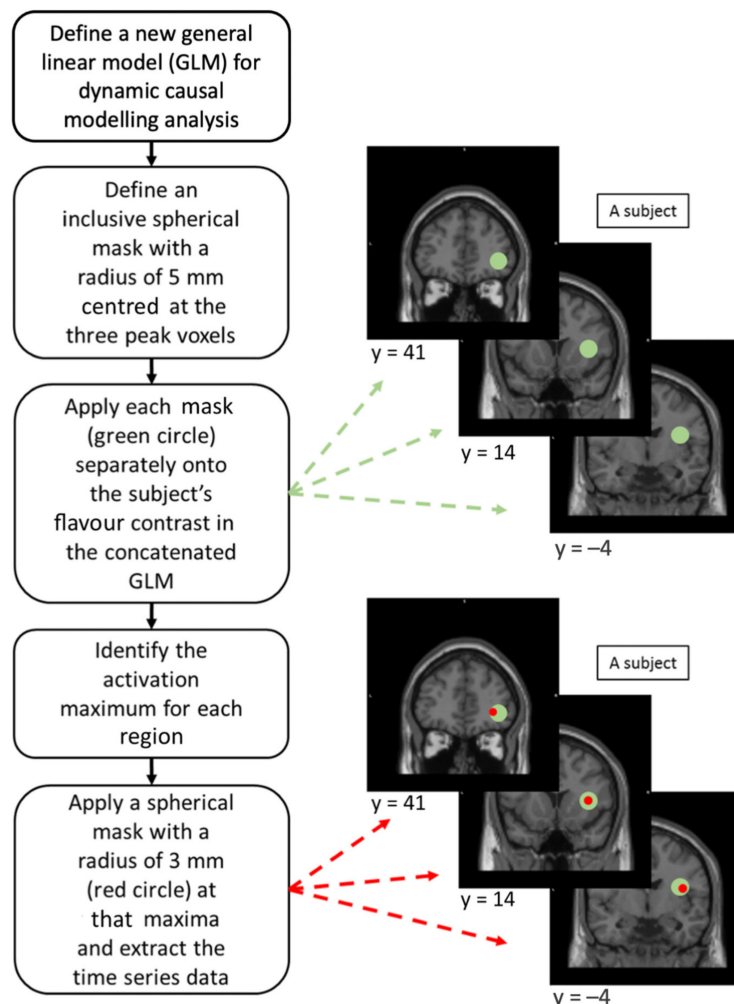 Define a new general
linear model (GLM) for
dynamic causal
modelling analysis
Define an
inclusive spherical
mask with a
radius of 5 mm
centred at the
three peak voxels
Apply each mask
(green circle)
separately onto
the subject's
flavour contrast in
the concatenated
GLM
A subject
y = 41
y = 14
y = –4
Identify the
activation
maximum for each
region
Apply a spherical
mask with a
radius of 3 mm
(red circle) at
that maxima
and extract the
time series data
A subject
y = 41
y = 14
y = –4